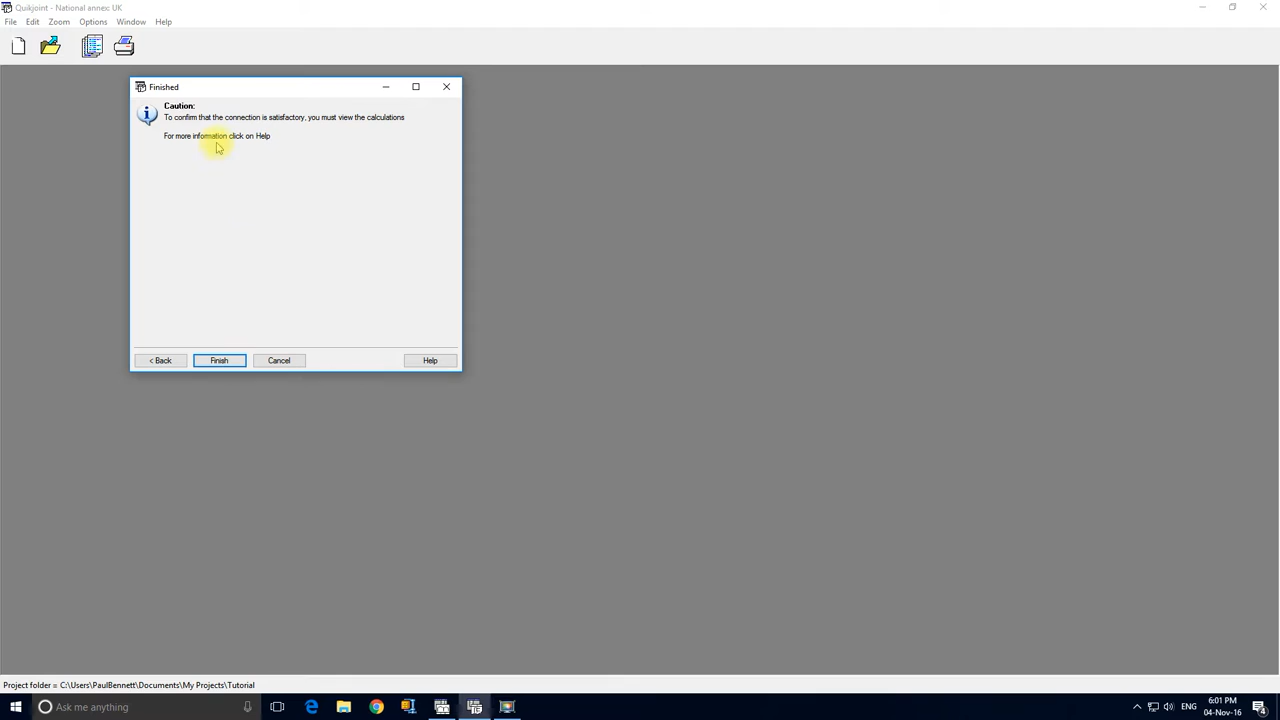 Quikjoint - National annex: UK
File Edit Zoom Options Window Help
Finished
Caution:
To confirm that the connection is satisfactory, you must view the calculations
For more information click on Help
< Back Finish Cancel Help
Project folder = C:\Users\PaulBennett\Documents\My Projects\Tutorial
Ask me anything
ENG
6:01 PM
04-Nov-16
4